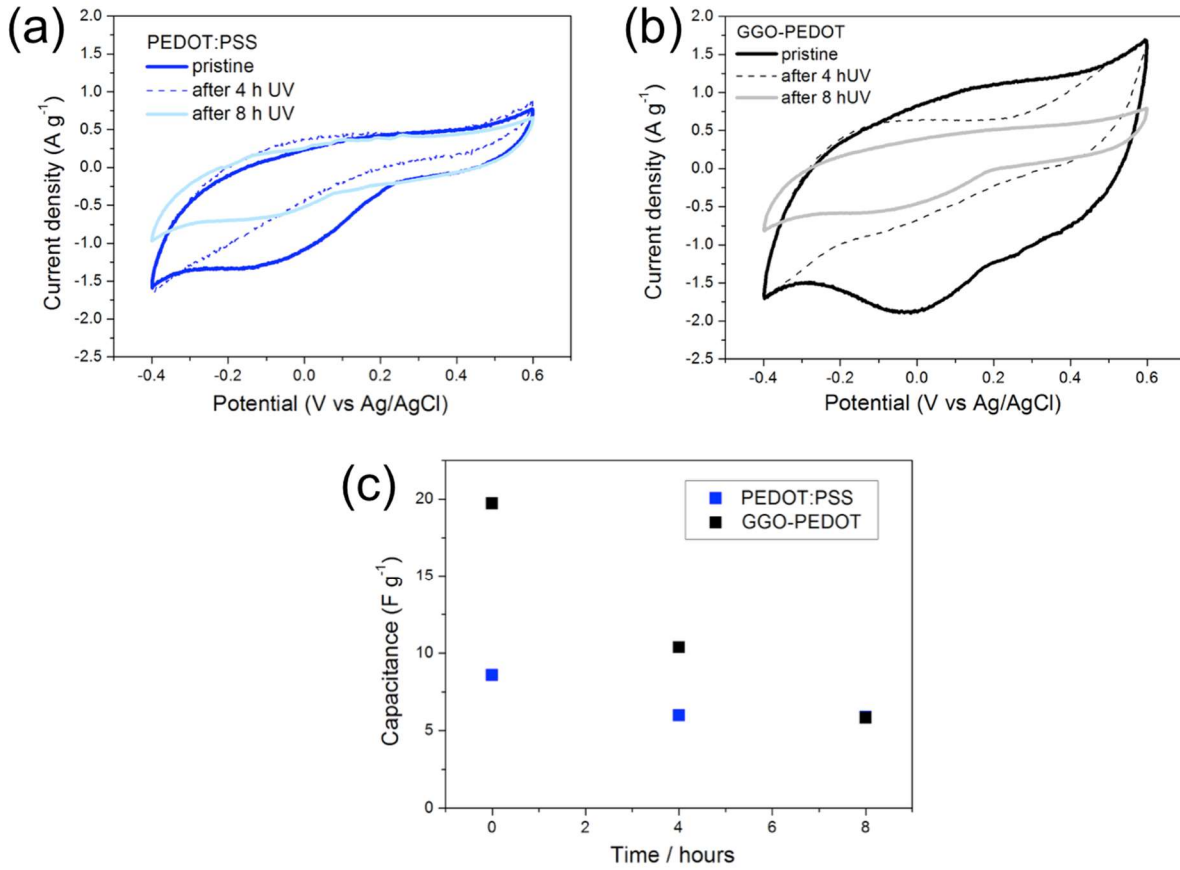 (a)
PEDOT:PSS
pristine
after 4 h UV
after 8 h UV
Current density (A g⁻¹)
2.0
1.5
1.0
0.5
0.0
-0.5
-1.0
-1.5
-2.0
-2.5
-0.4 -0.2 0.0 0.2 0.4 0.6
Potential (V vs Ag/AgCl)
(b)
GGO-PEDOT
pristine
after 4 hUV
after 8 hUV
Current density (A g⁻¹)
2.0
1.5
1.0
0.5
0.0
-0.5
-1.0
-1.5
-2.0
-2.5
-0.4 -0.2 0.0 0.2 0.4 0.6
Potential (V vs Ag/AgCl)
(c)
PEDOT:PSS
GGO-PEDOT
Capacitance (F g⁻¹)
20
15
10
5
0
0 2 4 6 8
Time / hours